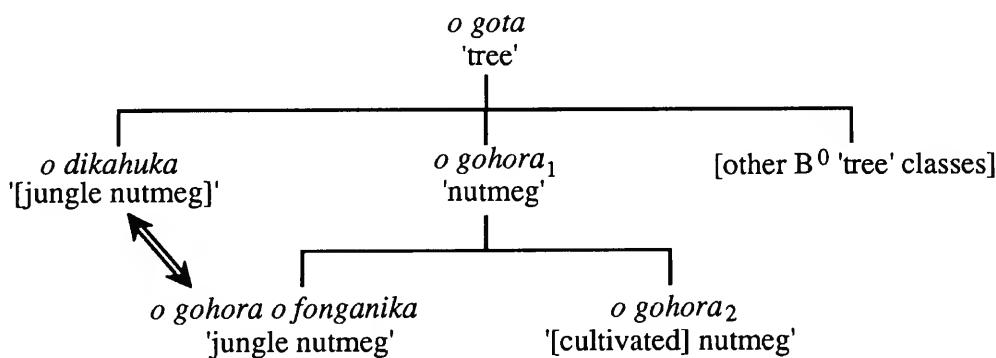 o gota
'tree'
o dikahuka
'[jungle nutmeg]'
o gohora₁
'nutmeg'
[other B⁰ 'tree' classes]
o gohora o fonganika
'jungle nutmeg'
o gohora₂
'[cultivated] nutmeg'